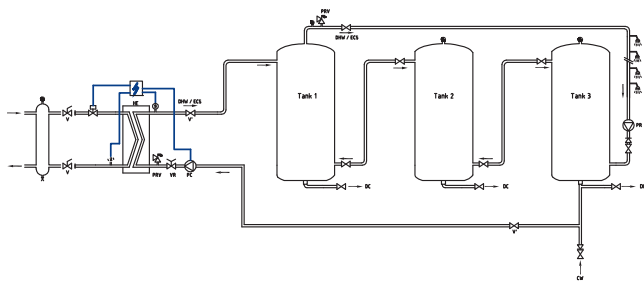 PRV
DHW / ECS
PR
Tank 1
Tank 2
Tank 3
HE
DHW / ECS
V
V'
V
PRV
VR
PC
DC
DC
DC
V'
CW